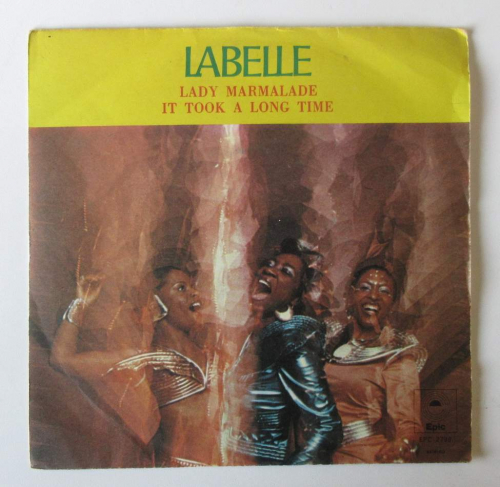 LABELLE
LADY MARMALADE
IT TOOK A LONG TIME
Epic